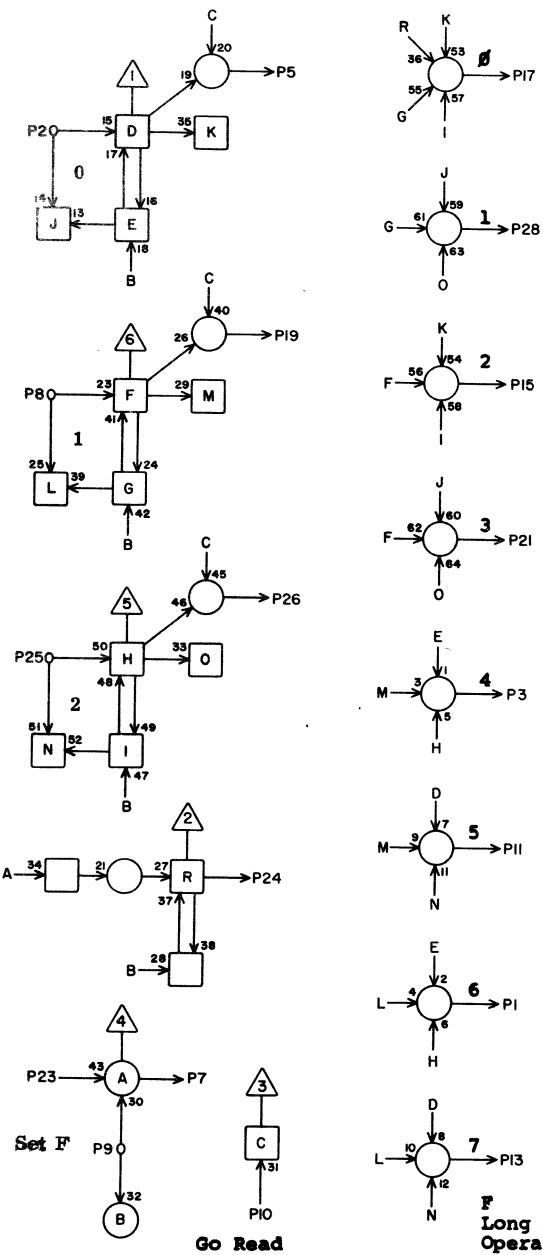 C
20
1
19
P5
P2
15
D
35
K
17
0
14
J
13
E
16
18
B
C
40
6
26
P19
P8
23
F
29
M
41
1
25
L
39
G
24
42
B
C
45
5
46
P26
P25
50
H
33
O
48
2
51
N
52
I
49
47
B
2
A
34
21
27
R
P24
37
38
B
28
4
P23
43
A
P7
30
Set F
P9
32
B
3
C
31
P10
Go Read
R
K
36
53
Ø
P17
55
57
G
I
J
59
1
G
61
P28
63
O
K
54
2
F
56
P15
58
I
J
60
3
F
62
P21
64
O
E
1
4
M
3
P3
5
H
D
7
5
M
9
P11
11
N
E
2
6
L
4
P1
6
H
D
8
7
L
10
P13
12
N
F
Long
Opera